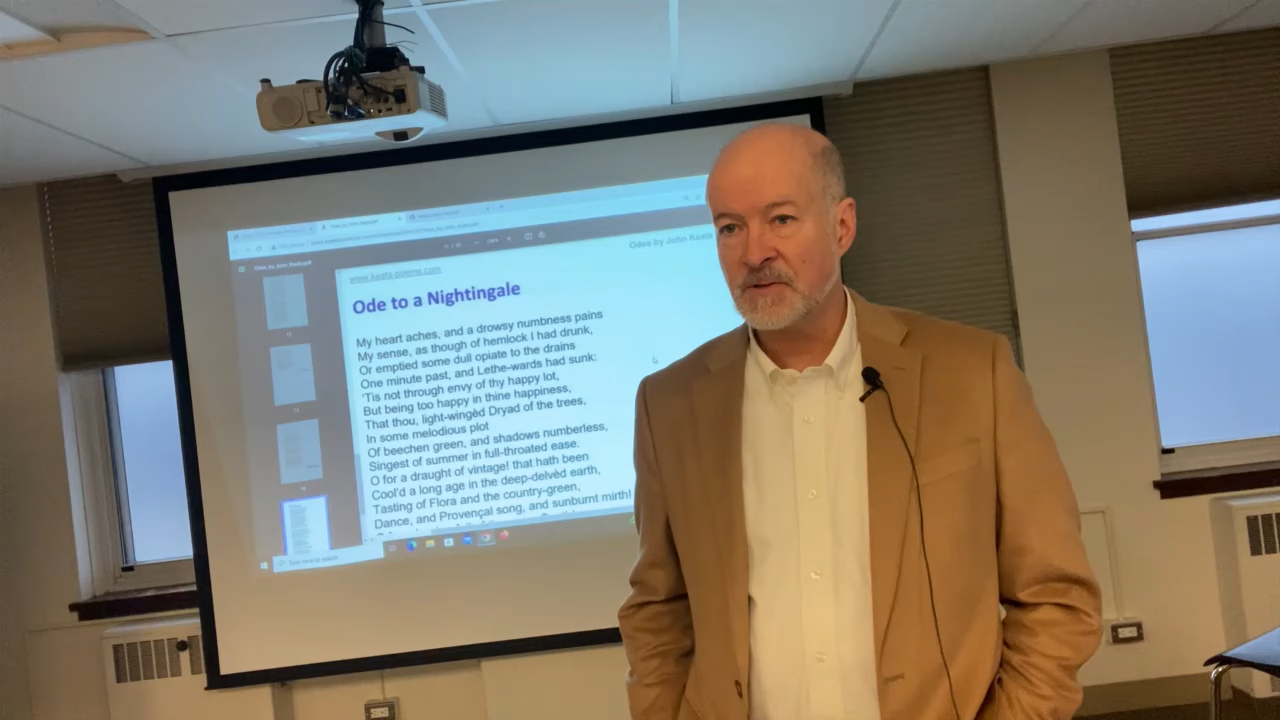 Odes by John Keats
www.keats-poems.com
Ode to a Nightingale
My heart aches, and a drowsy numbness pains
My sense, as though of hemlock I had drunk,
Or emptied some dull opiate to the drains
One minute past, and Lethe-wards had sunk:
'Tis not through envy of thy happy lot,
But being too happy in thine happiness,
That thou, light-wingèd Dryad of the trees,
In some melodious plot
Of beechen green, and shadows numberless,
Singest of summer in full-throated ease.
O for a draught of vintage! that hath been
Cool'd a long age in the deep-delvèd earth,
Tasting of Flora and the country-green,
Dance, and Provençal song, and sunburnt mirth!
Type here to search